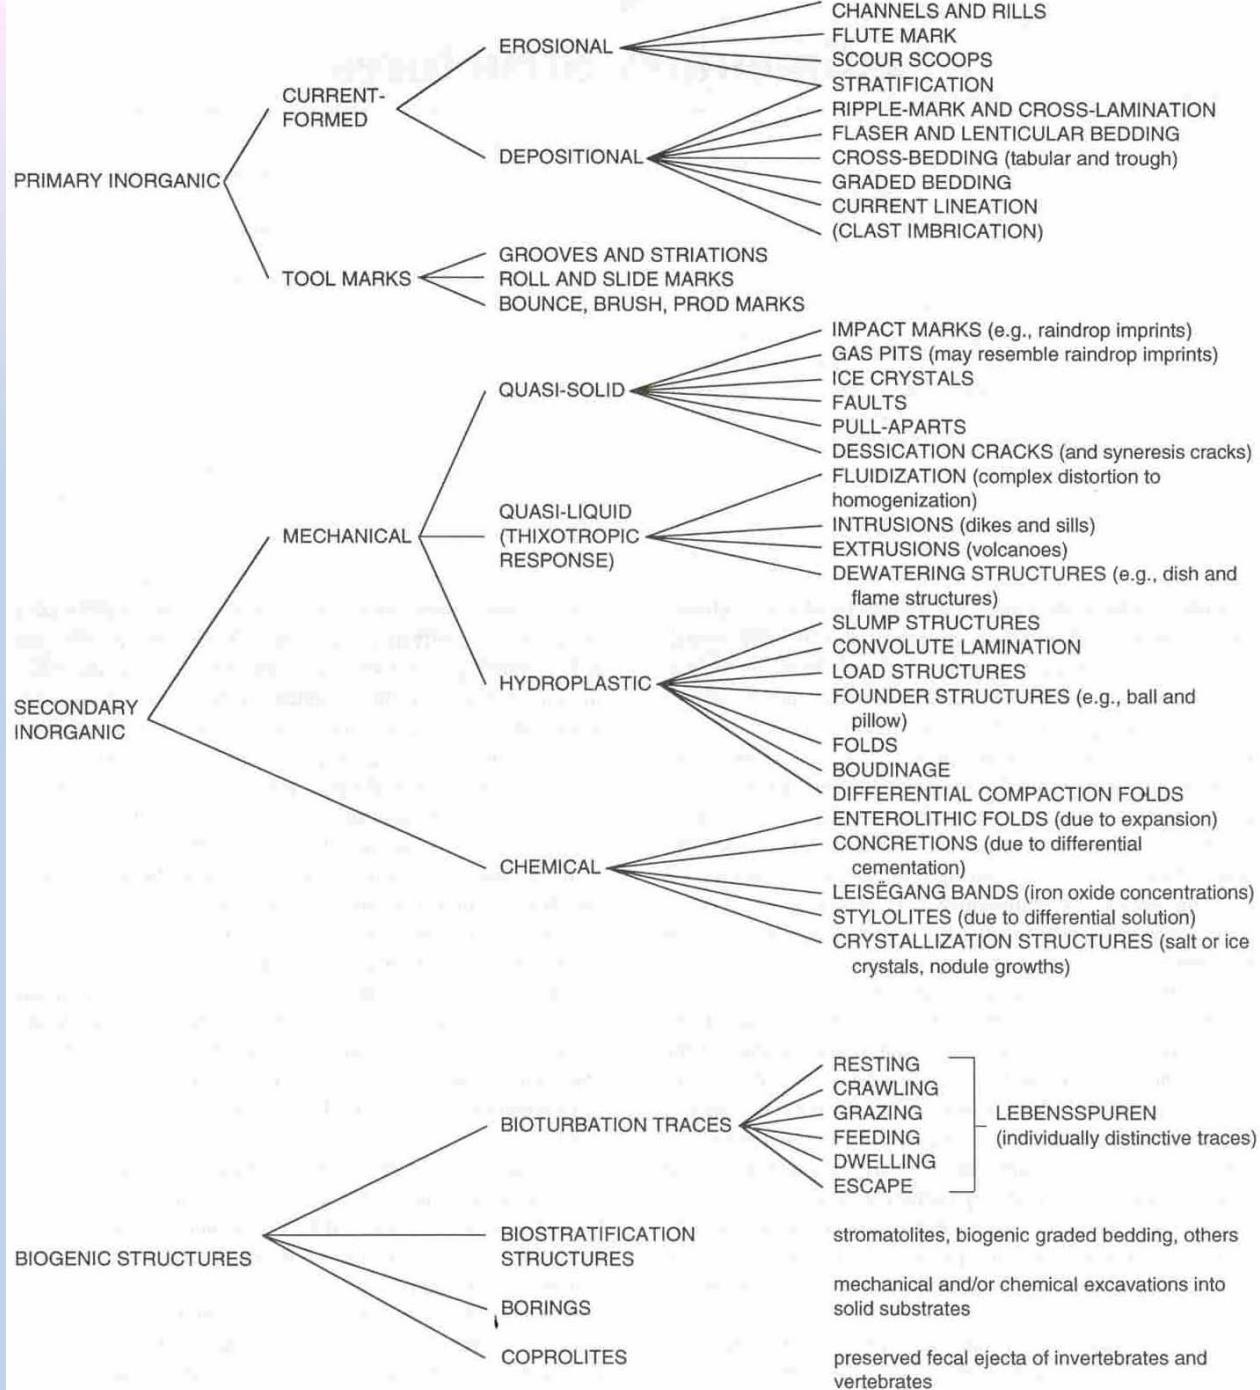 CHANNELS AND RILLS
EROSIONAL
FLUTE MARK
SCOUR SCOOPS
CURRENT-
FORMED
STRATIFICATION
RIPPLE-MARK AND CROSS-LAMINATION
FLASER AND LENTICULAR BEDDING
DEPOSITIONAL
CROSS-BEDDING (tabular and trough)
PRIMARY INORGANIC
GRADED BEDDING
CURRENT LINEATION
(CLAST IMBRICATION)
TOOL MARKS
GROOVES AND STRIATIONS
ROLL AND SLIDE MARKS
BOUNCE, BRUSH, PROD MARKS
IMPACT MARKS (e.g., raindrop imprints)
GAS PITS (may resemble raindrop imprints)
QUASI-SOLID
ICE CRYSTALS
FAULTS
PULL-APARTS
DESSICATION CRACKS (and syneresis cracks)
MECHANICAL
QUASI-LIQUID
(THIXOTROPIC
RESPONSE)
FLUIDIZATION (complex distortion to
homogenization)
INTRUSIONS (dikes and sills)
EXTRUSIONS (volcanoes)
DEWATERING STRUCTURES (e.g., dish and
flame structures)
SECONDARY
INORGANIC
HYDROPLASTIC
SLUMP STRUCTURES
CONVOLUTE LAMINATION
LOAD STRUCTURES
FOUNDER STRUCTURES (e.g., ball and
pillow)
FOLDS
BOUDINAGE
DIFFERENTIAL COMPACTION FOLDS
CHEMICAL
ENTEROLITHIC FOLDS (due to expansion)
CONCRETIONS (due to differential
cementation)
LEISËGANG BANDS (iron oxide concentrations)
STYLOLITES (due to differential solution)
CRYSTALLIZATION STRUCTURES (salt or ice
crystals, nodule growths)
BIOTURBATION TRACES
RESTING
CRAWLING
GRAZING
FEEDING
DWELLING
ESCAPE
LEBENSSPUREN
(individually distinctive traces)
BIOGENIC STRUCTURES
BIOSTRATIFICATION
STRUCTURES
stromatolites, biogenic graded bedding, others
BORINGS
mechanical and/or chemical excavations into
solid substrates
COPROLITES
preserved fecal ejecta of invertebrates and
vertebrates